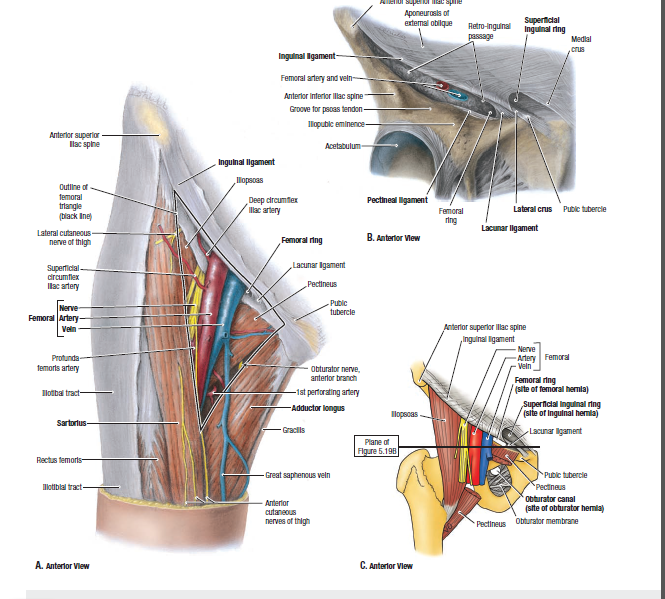 Anterior superior iliac spine
Aponeurosis of
external oblique
Retro-inguinal
passage
Superficial
inguinal ring
Medial
crus
Inguinal ligament
Femoral artery and vein
Anterior inferior iliac spine
Groove for psoas tendon
Iliopubic eminence
Acetabulum
Pectineal ligament
Femoral
ring
Lacunar ligament
Lateral crus
Pubic tubercle
B. Anterior View
Anterior superior
iliac spine
Outline of
femoral
triangle
(black line)
Lateral cutaneous
nerve of thigh
Superficial
circumflex
iliac artery
Nerve
Femoral Artery
Vein
Profunda
femoris artery
Iliotibial tract
Sartorius
Rectus femoris
Iliotibial tract
Inguinal ligament
Iliopsoas
Deep circumflex
iliac artery
Femoral ring
Lacunar ligament
Pectineus
Pubic
tubercle
Obturator nerve,
anterior branch
1st perforating artery
Adductor longus
Gracilis
Great saphenous vein
Anterior
cutaneous
nerves of thigh
A. Anterior View
Anterior superior iliac spine
Inguinal ligament
Nerve
Artery Femoral
Vein
Femoral ring
(site of femoral hernia)
Superficial inguinal ring
(site of inguinal hernia)
Lacunar ligament
Iliopsoas
Plane of
Figure 5.19B
Pubic tubercle
Pectineus
Obturator canal
(site of obturator hernia)
Obturator membrane
Pectineus
C. Anterior View